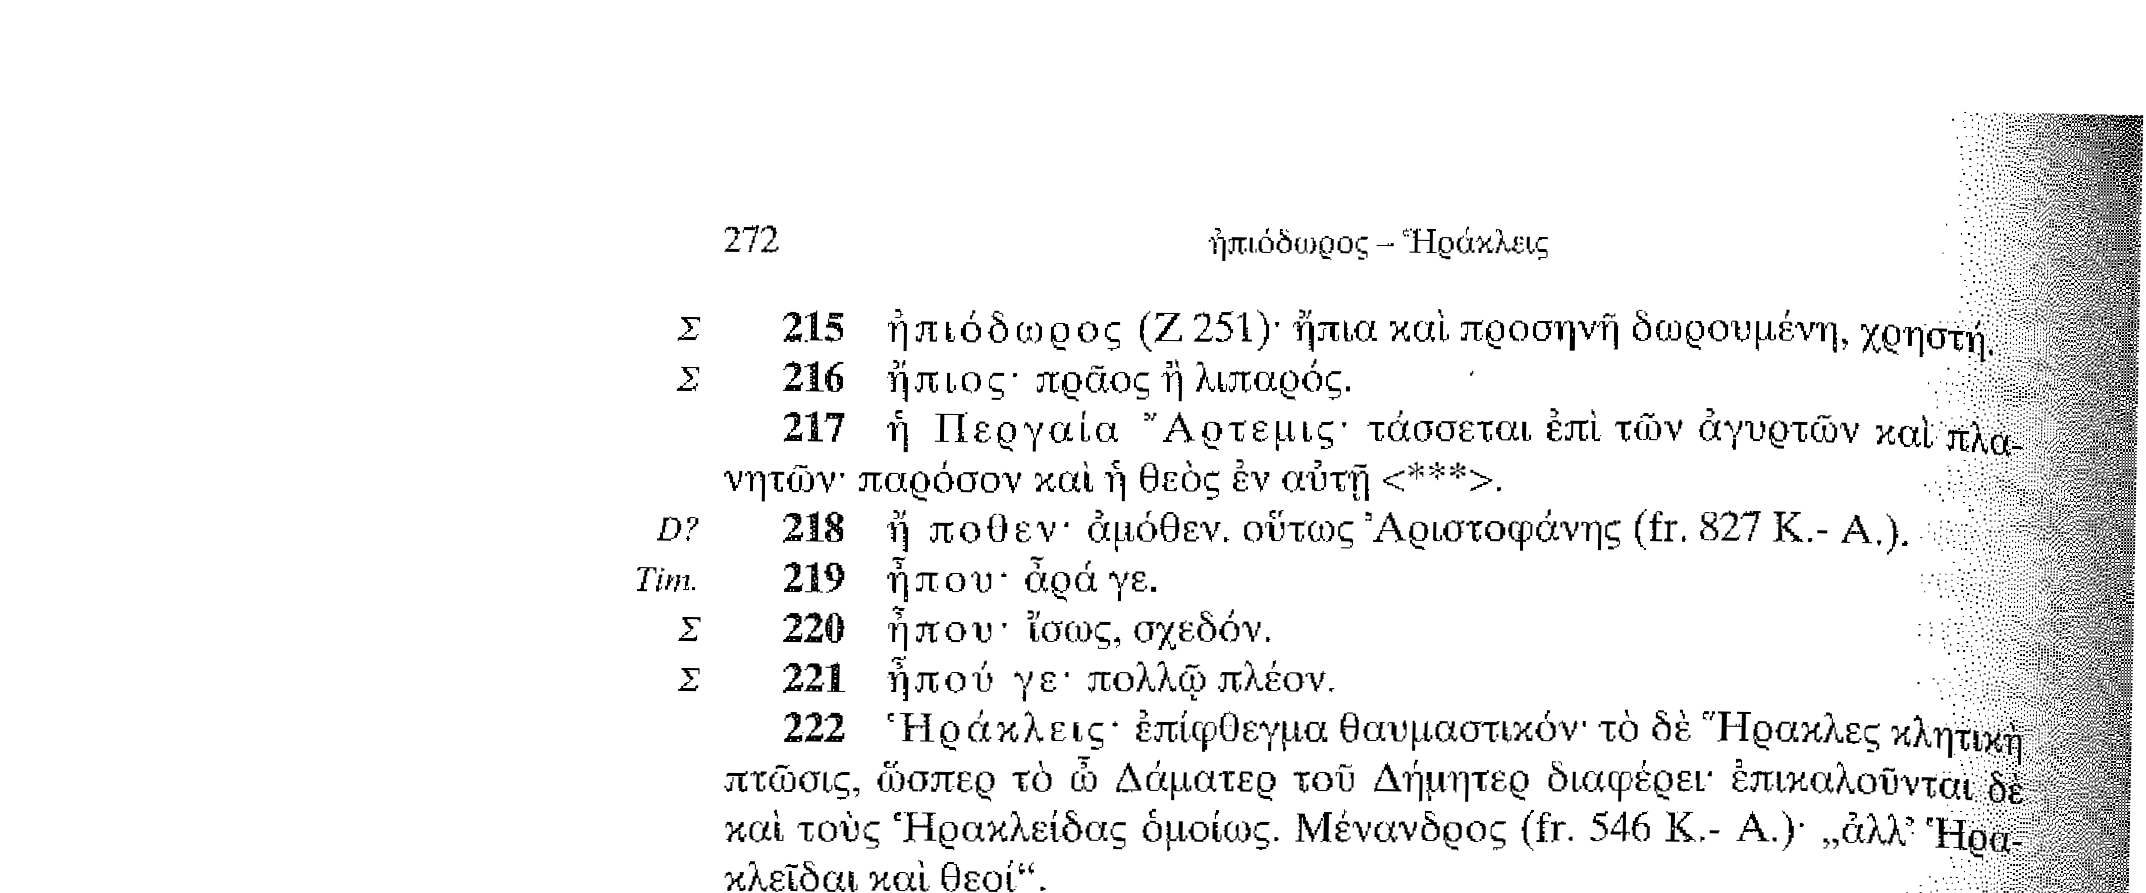 272 ἠπιόδωρος – Ἡράκλεις
Σ 215 ἠπιόδωρος (Ζ 251)· ἤπια καὶ προσηνῆ δωρουμένη, χρηστή.
Σ 216 ἤπιος· πρᾶος ἢ λιπαρός.
217 ἡ Περγαία Ἄρτεμις· τάσσεται ἐπὶ τῶν ἀγυρτῶν καὶ πλα-
νητῶν· παρόσον καὶ ἡ θεὸς ἐν αὐτῇ <***>.
D? 218 ἤ ποθεν· ἀμόθεν. οὕτως Ἀριστοφάνης (fr. 827 K.- A.).
Tim. 219 ἦπου· ἆρά γε.
Σ 220 ἦπου· ἴσως, σχεδόν.
Σ 221 ἦπού γε· πολλῷ πλέον.
222 Ἡράκλεις· ἐπίφθεγμα θαυμαστικόν· τὸ δὲ Ἥρακλες κλητικὴ
πτῶσις, ὥσπερ τὸ ὦ Δάματερ τοῦ Δήμητερ διαφέρει· ἐπικαλοῦνται δὲ
καὶ τοὺς Ἡρακλείδας ὁμοίως. Μένανδρος (fr. 546 K.- A.)· „ἀλλ’ Ἡρα-
κλεῖδαι καὶ θεοί“.